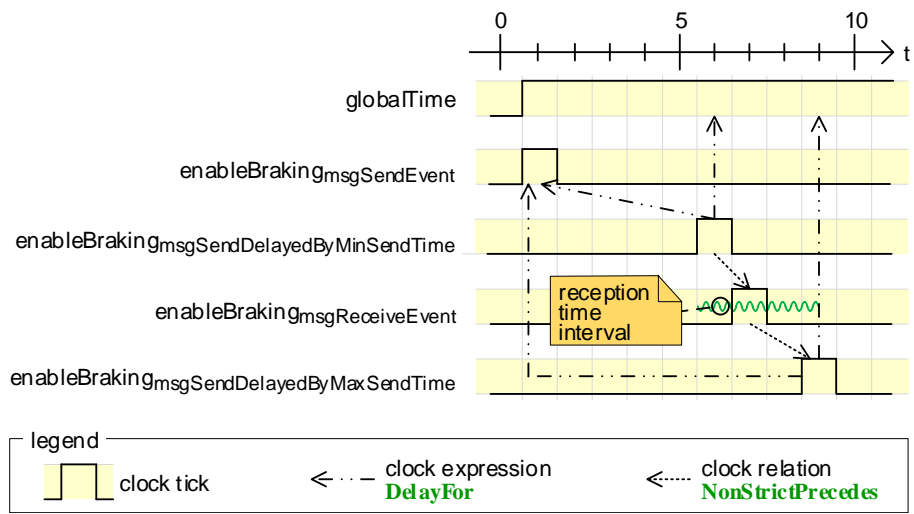 0 5 10
t
globalTime
enableBrakingmsgSendEvent
enableBrakingmsgSendDelayedByMinSendTime
reception
time
interval
enableBrakingmsgReceiveEvent
enableBrakingmsgSendDelayedByMaxSendTime
legend
clock tick
clock expression
DelayFor
clock relation
NonStrictPrecedes